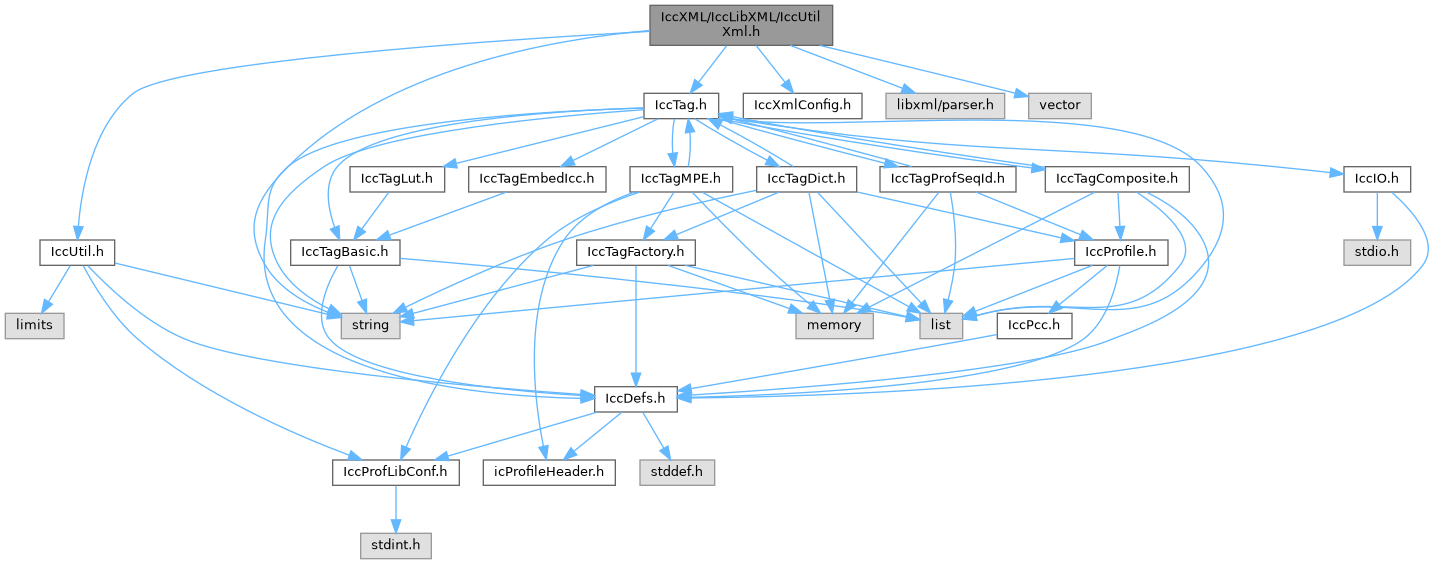 IccXML/IccLibXML/IccUtil
Xml.h
IccTag.h
IccXmlConfig.h
libxml/parser.h
vector
IccTagLut.h
IccTagEmbedIcc.h
IccTagMPE.h
IccTagDict.h
IccTagProfSeqId.h
IccTagComposite.h
IccIO.h
IccUtil.h
IccTagBasic.h
IccTagFactory.h
IccProfile.h
stdio.h
limits
string
memory
list
IccPcc.h
IccDefs.h
IccProfLibConf.h
icProfileHeader.h
stddef.h
stdint.h